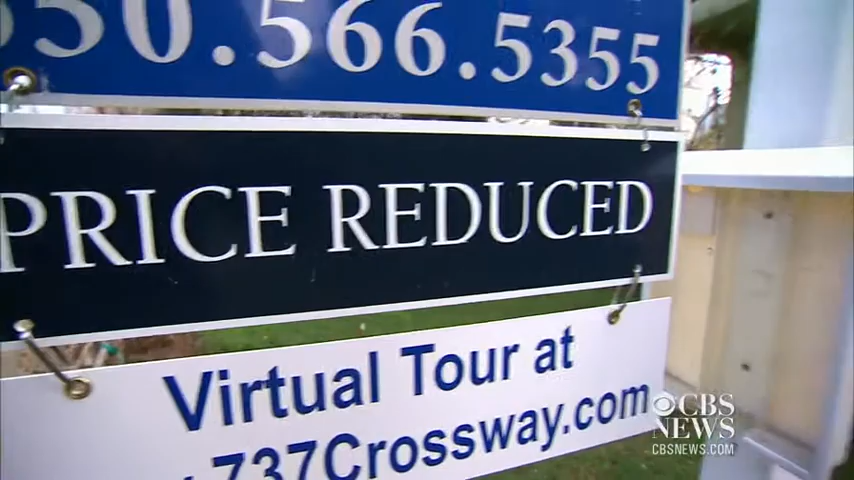 50.566.5355
PRICE REDUCED
Virtual Tour at
737Crossway.com
CBS
NEWS
CBSNEWS.COM